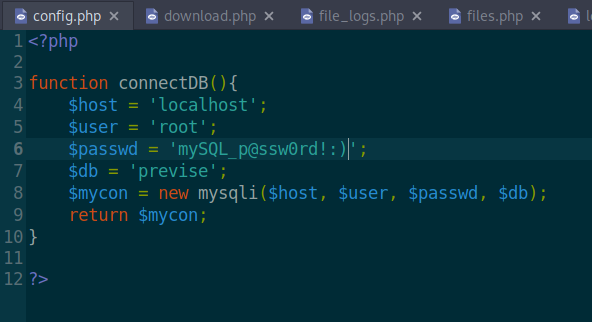 config.php × download.php × file_logs.php × files.php ×
1 <?php
2
3 function connectDB(){
4     $host = 'localhost';
5     $user = 'root';
6     $passwd = 'mySQL_p@ssw0rd!:)';
7     $db = 'previse';
8     $mycon = new mysqli($host, $user, $passwd, $db);
9     return $mycon;
10 }
11
12 ?>